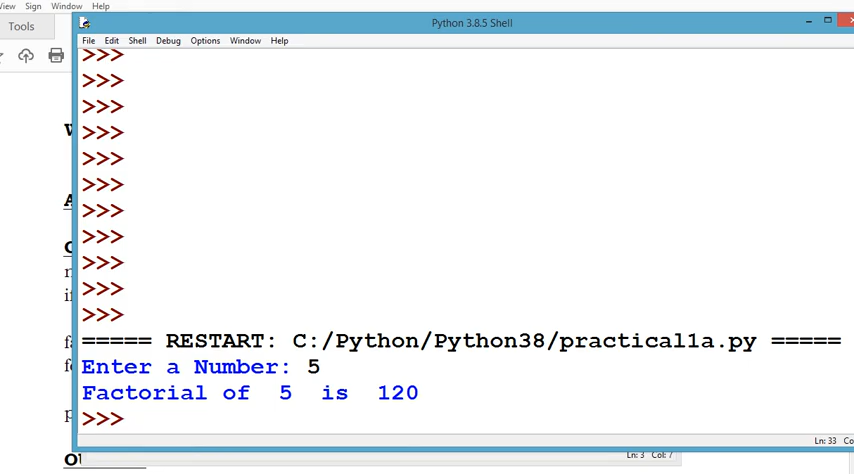 View Sign Window Help
Tools
Python 3.8.5 Shell
File Edit Shell Debug Options Window Help
>>>
>>>
>>>
>>>
>>>
>>>
>>>
>>>
>>>
>>>
>>>
===== RESTART: C:/Python/Python38/practical1a.py =====
Enter a Number: 5
Factorial of  5  is  120
>>>
Ln: 33
Ln: 3 Col: 7